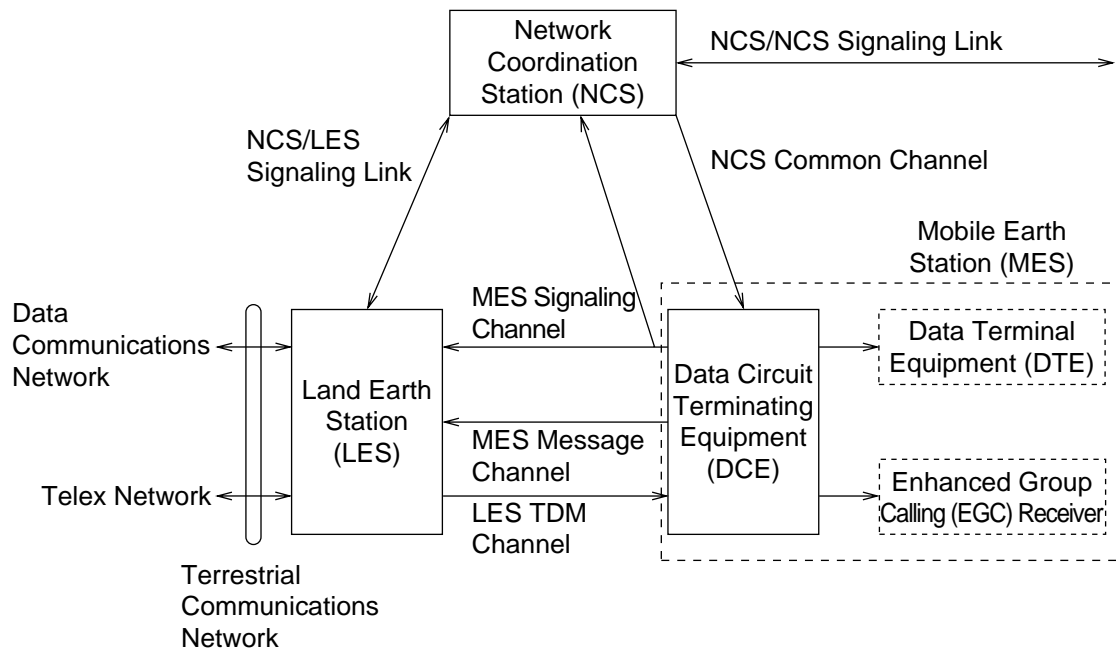 Network
Coordination
Station (NCS)
NCS/NCS Signaling Link
NCS/LES
Signaling Link
NCS Common Channel
Mobile Earth
Station (MES)
MES Signaling
Channel
Data
Communications
Network
Land Earth
Station
(LES)
Data Circuit
Terminating
Equipment
(DCE)
Data Terminal
Equipment (DTE)
MES Message
Channel
Telex Network
LES TDM
Channel
Enhanced Group
Calling (EGC) Receiver
Terrestrial
Communications
Network